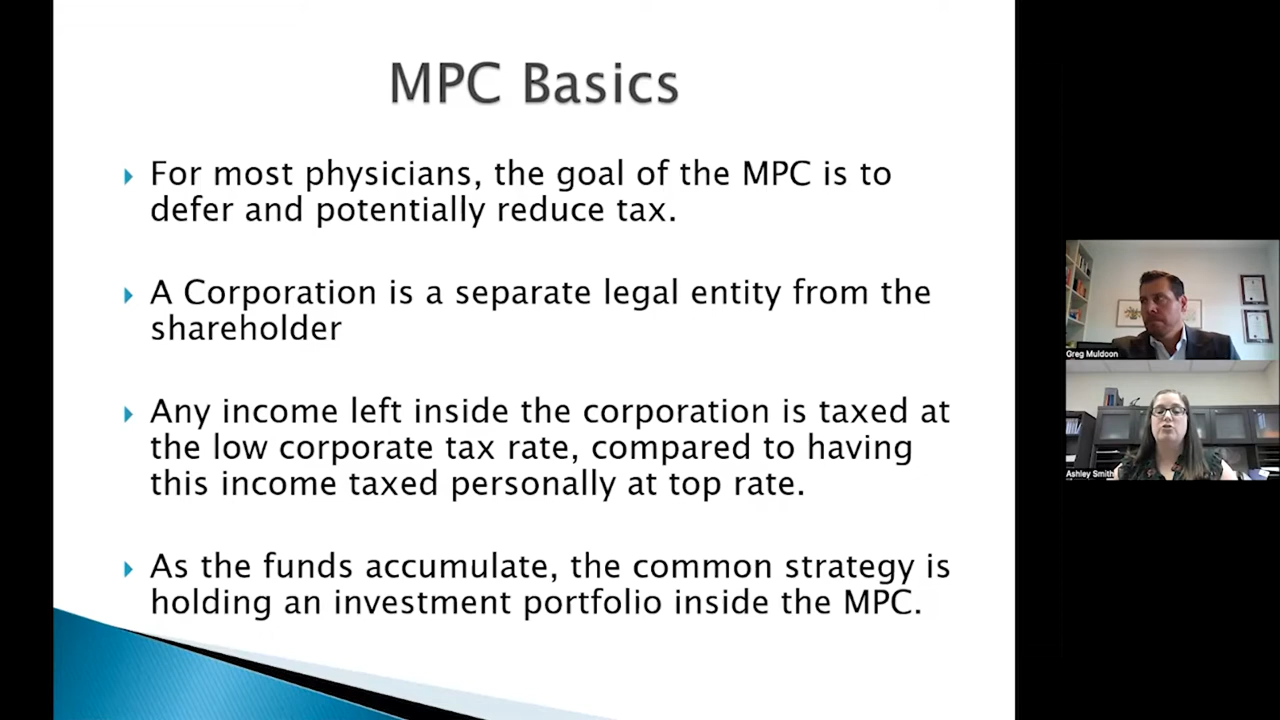 MPC Basics
For most physicians, the goal of the MPC is to
defer and potentially reduce tax.
A Corporation is a separate legal entity from the
shareholder
Any income left inside the corporation is taxed at
the low corporate tax rate, compared to having
this income taxed personally at top rate.
As the funds accumulate, the common strategy is
holding an investment portfolio inside the MPC.
Greg Muldoon
Ashley Smith